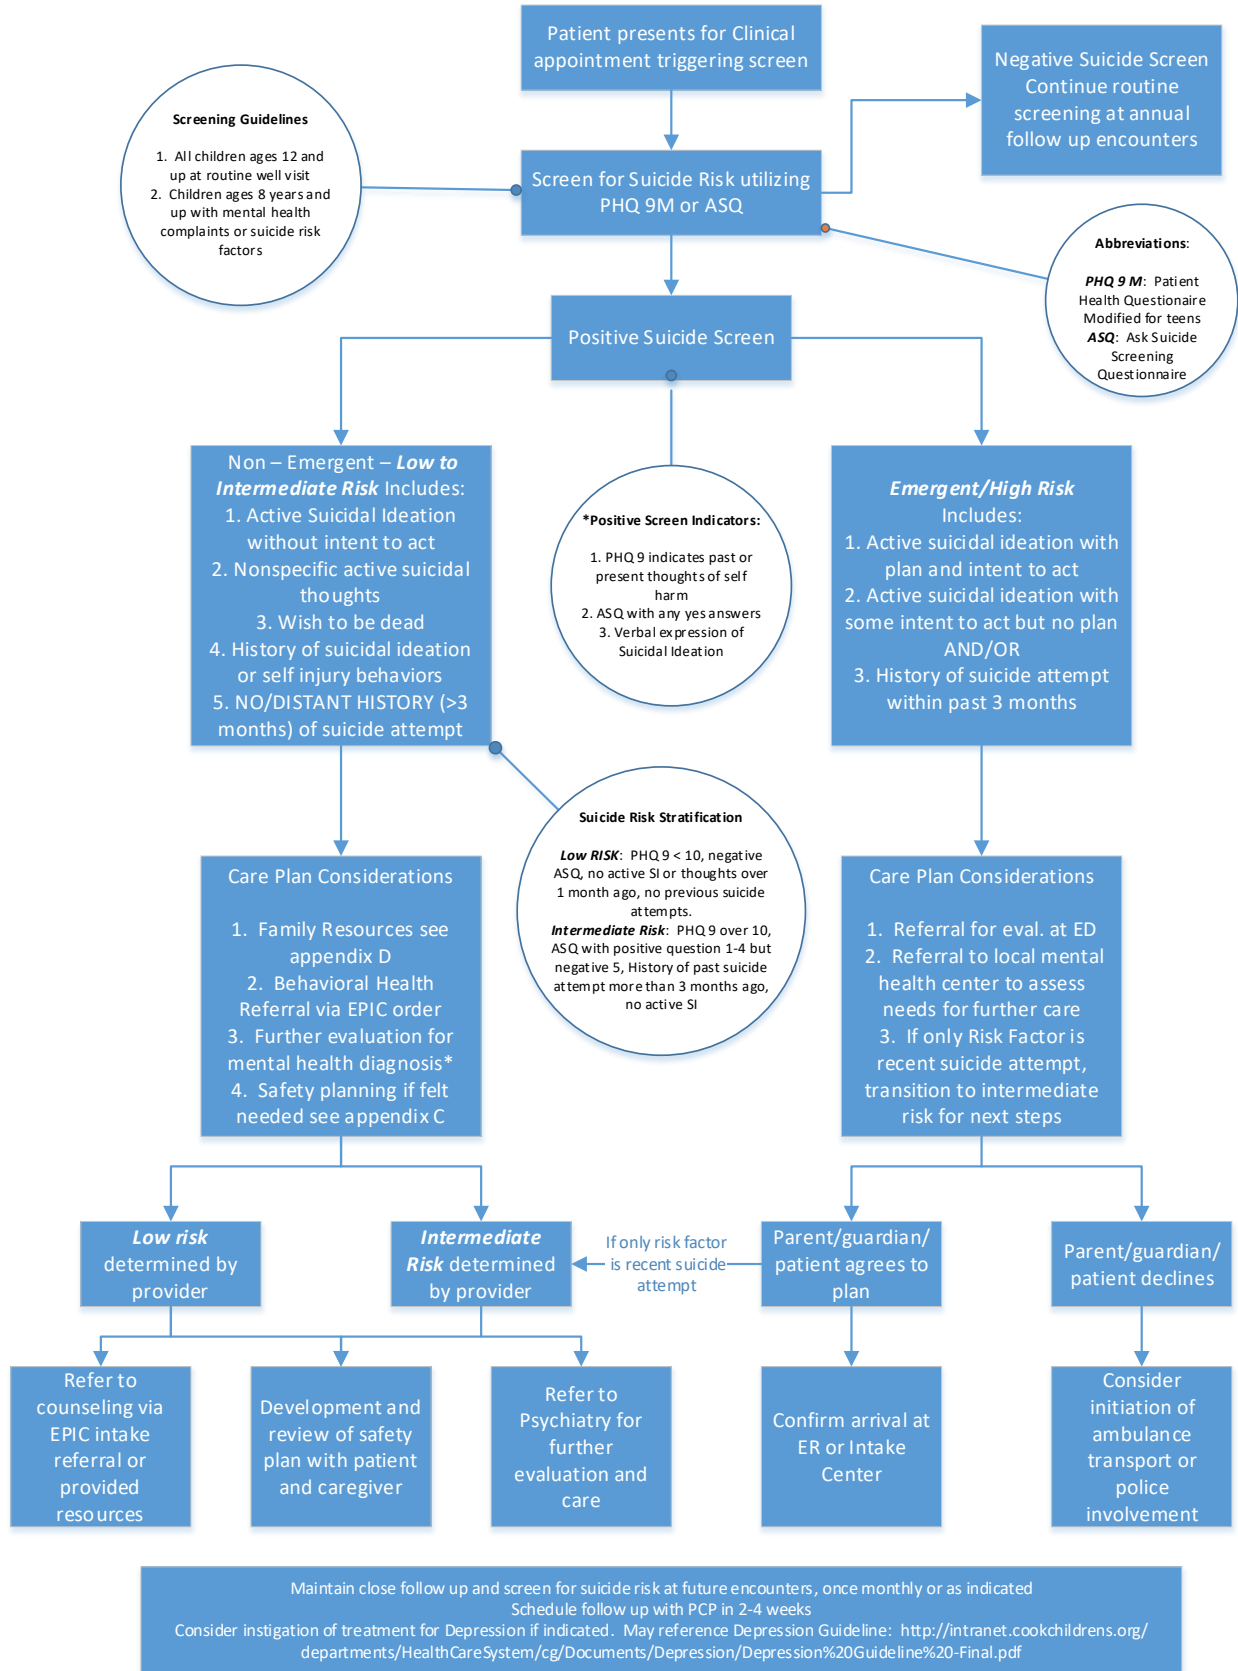 Patient presents for Clinical
appointment triggering screen
Negative Suicide Screen
Continue routine
screening at annual
follow up encounters
Screening Guidelines
1. All children ages 12 and
up at routine well visit
2. Children ages 8 years and
up with mental health
complaints or suicide risk
factors
Screen for Suicide Risk utilizing
PHQ 9M or ASQ
Abbreviations:
PHQ 9 M: Patient
Health Questionaire
Modified for teens
ASQ: Ask Suicide
Screening
Questionnaire
Positive Suicide Screen
Non – Emergent – Low to
Intermediate Risk Includes:
1. Active Suicidal Ideation
without intent to act
2. Nonspecific active suicidal
thoughts
3. Wish to be dead
4. History of suicidal ideation
or self injury behaviors
5. NO/DISTANT HISTORY (>3
months) of suicide attempt
*Positive Screen Indicators:
1. PHQ 9 indicates past or
present thoughts of self
harm
2. ASQ with any yes answers
3. Verbal expression of
Suicidal Ideation
Emergent/High Risk
Includes:
1. Active suicidal ideation with
plan and intent to act
2. Active suicidal ideation with
some intent to act but no plan
AND/OR
3. History of suicide attempt
within past 3 months
Suicide Risk Stratification
Low RISK: PHQ 9 < 10, negative
ASQ, no active SI or thoughts over
1 month ago, no previous suicide
attempts.
Intermediate Risk: PHQ 9 over 10,
ASQ with positive question 1-4 but
negative 5, History of past suicide
attempt more than 3 months ago,
no active SI
Care Plan Considerations
1. Family Resources see
appendix D
2. Behavioral Health
Referral via EPIC order
3. Further evaluation for
mental health diagnosis*
4. Safety planning if felt
needed see appendix C
Care Plan Considerations
1. Referral for eval. at ED
2. Referral to local mental
health center to assess
needs for further care
3. If only Risk Factor is
recent suicide attempt,
transition to intermediate
risk for next steps
Low risk
determined by
provider
Intermediate
Risk determined
by provider
If only risk factor
is recent suicide
attempt
Parent/guardian/
patient agrees to
plan
Parent/guardian/
patient declines
Refer to
counseling via
EPIC intake
referral or
provided
resources
Development and
review of safety
plan with patient
and caregiver
Refer to
Psychiatry for
further
evaluation and
care
Confirm arrival at
ER or Intake
Center
Consider
initiation of
ambulance
transport or
police
involvement
Maintain close follow up and screen for suicide risk at future encounters, once monthly or as indicated
Schedule follow up with PCP in 2-4 weeks
Consider instigation of treatment for Depression if indicated. May reference Depression Guideline: http://intranet.cookchildrens.org/
departments/HealthCareSystem/cg/Documents/Depression/Depression%20Guideline%20-Final.pdf